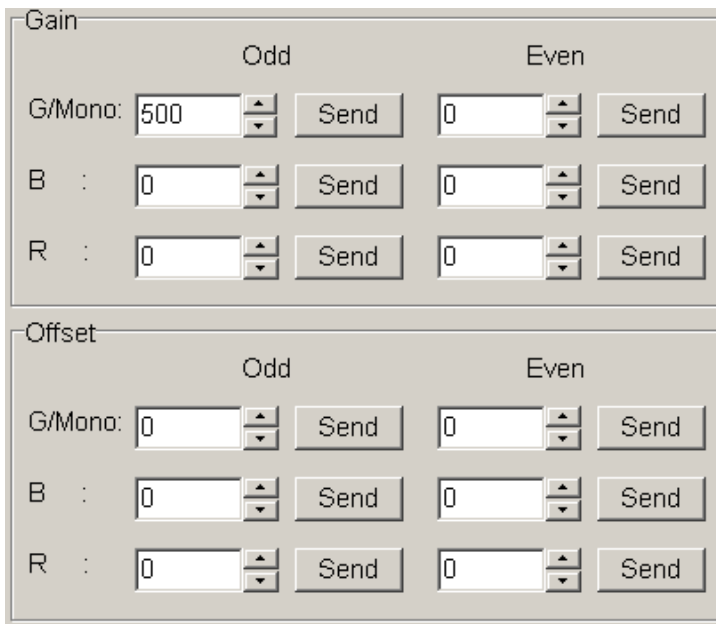 Gain
Odd Even
G/Mono: 500 Send 0 Send
B : 0 Send 0 Send
R : 0 Send 0 Send
Offset
Odd Even
G/Mono: 0 Send 0 Send
B : 0 Send 0 Send
R : 0 Send 0 Send